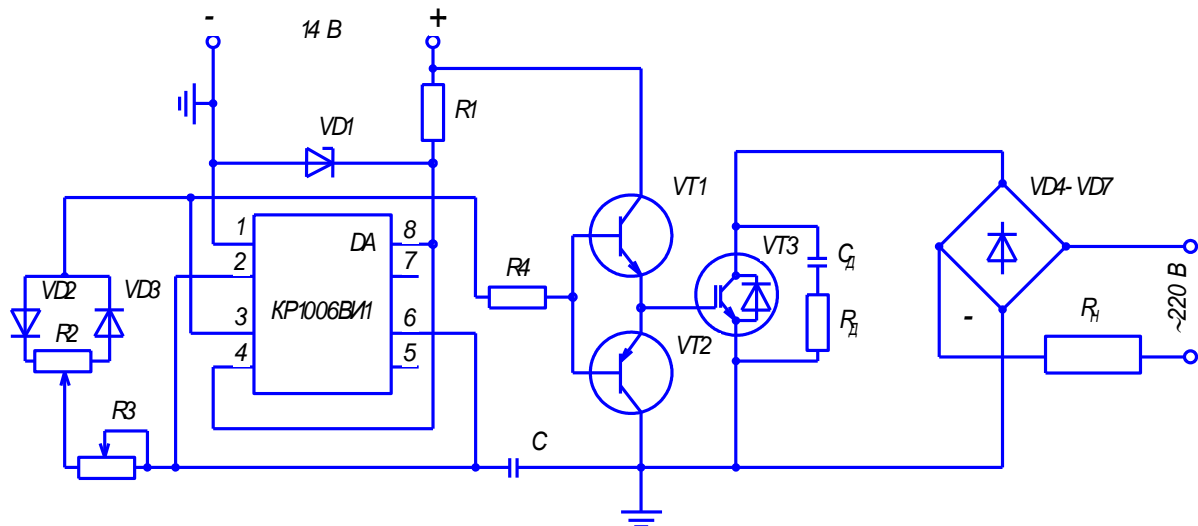 - 14 В +
R1
VD1
VT1
VD4- VD7
1 DA 8
2 7
КР1006ВИ1
3 6
4 5
VD2 VD3
R2
R3
R4
C
VT2
VT3
CД
RД
-
RН
~220 В